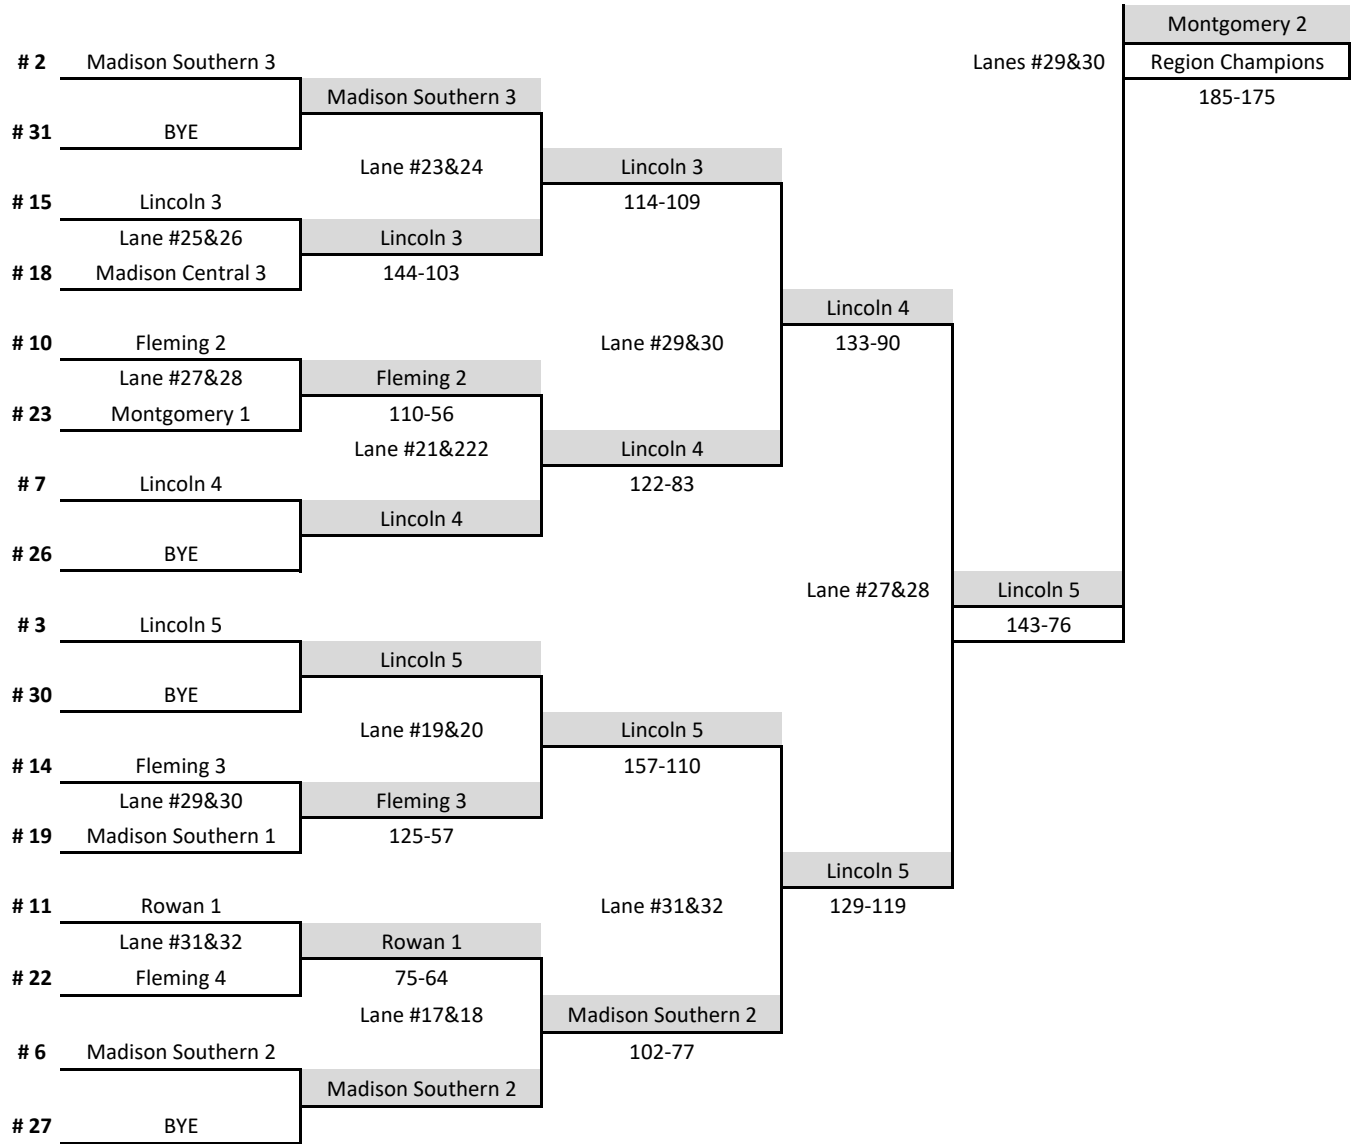 Montgomery 2
# 2 Madison Southern 3 Lanes #29&30 Region Champions
Madison Southern 3 185-175
# 31 BYE
Lane #23&24 Lincoln 3
# 15 Lincoln 3 114-109
Lane #25&26 Lincoln 3
# 18 Madison Central 3 144-103
Lincoln 4
# 10 Fleming 2 Lane #29&30 133-90
Lane #27&28 Fleming 2
# 23 Montgomery 1 110-56
Lane #21&222 Lincoln 4
# 7 Lincoln 4 122-83
Lincoln 4
# 26 BYE
Lane #27&28 Lincoln 5
# 3 Lincoln 5 143-76
Lincoln 5
# 30 BYE
Lane #19&20 Lincoln 5
# 14 Fleming 3 157-110
Lane #29&30 Fleming 3
# 19 Madison Southern 1 125-57
Lincoln 5
# 11 Rowan 1 Lane #31&32 129-119
Lane #31&32 Rowan 1
# 22 Fleming 4 75-64
Lane #17&18 Madison Southern 2
# 6 Madison Southern 2 102-77
Madison Southern 2
# 27 BYE